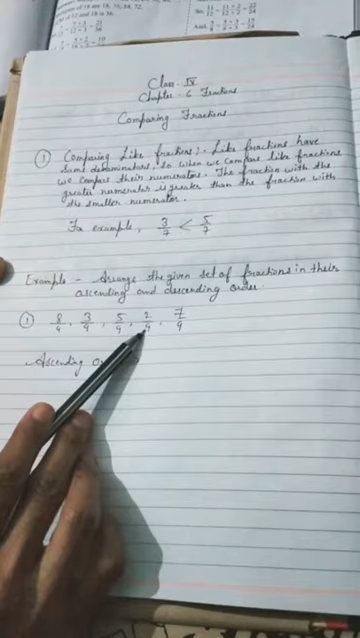 Class - IV
Chapter - 6 Fractions
Comparing Fractions
① Comparing Like fractions :- Like fractions have
same denominators, so when we compare like fractions
we compare their numerators. The fraction with the
greater numerator is greater than the fraction with
the smaller numerator.
For example, 3/7 < 5/7
Example - Arrange the given set of fractions in their
ascending and descending order.
① 8/9, 3/9, 5/9, 2/9, 7/9
Ascending